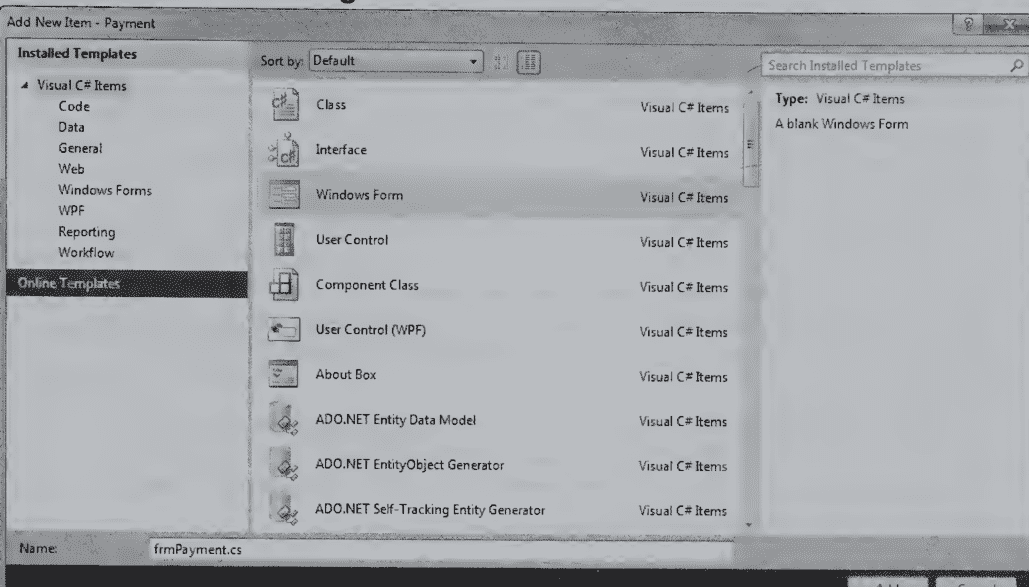 Add New Item - Payment
Installed Templates
Visual C# Items
Code
Data
General
Web
Windows Forms
WPF
Reporting
Workflow
Online Templates
Sort by: Default
Class Visual C# Items
Interface Visual C# Items
Windows Form Visual C# Items
User Control Visual C# Items
Component Class Visual C# Items
User Control (WPF) Visual C# Items
About Box Visual C# Items
ADO.NET Entity Data Model Visual C# Items
ADO.NET EntityObject Generator Visual C# Items
ADO.NET Self-Tracking Entity Generator Visual C# Items
Search Installed Templates
Type: Visual C# Items
A blank Windows Form
Name: frmPayment.cs